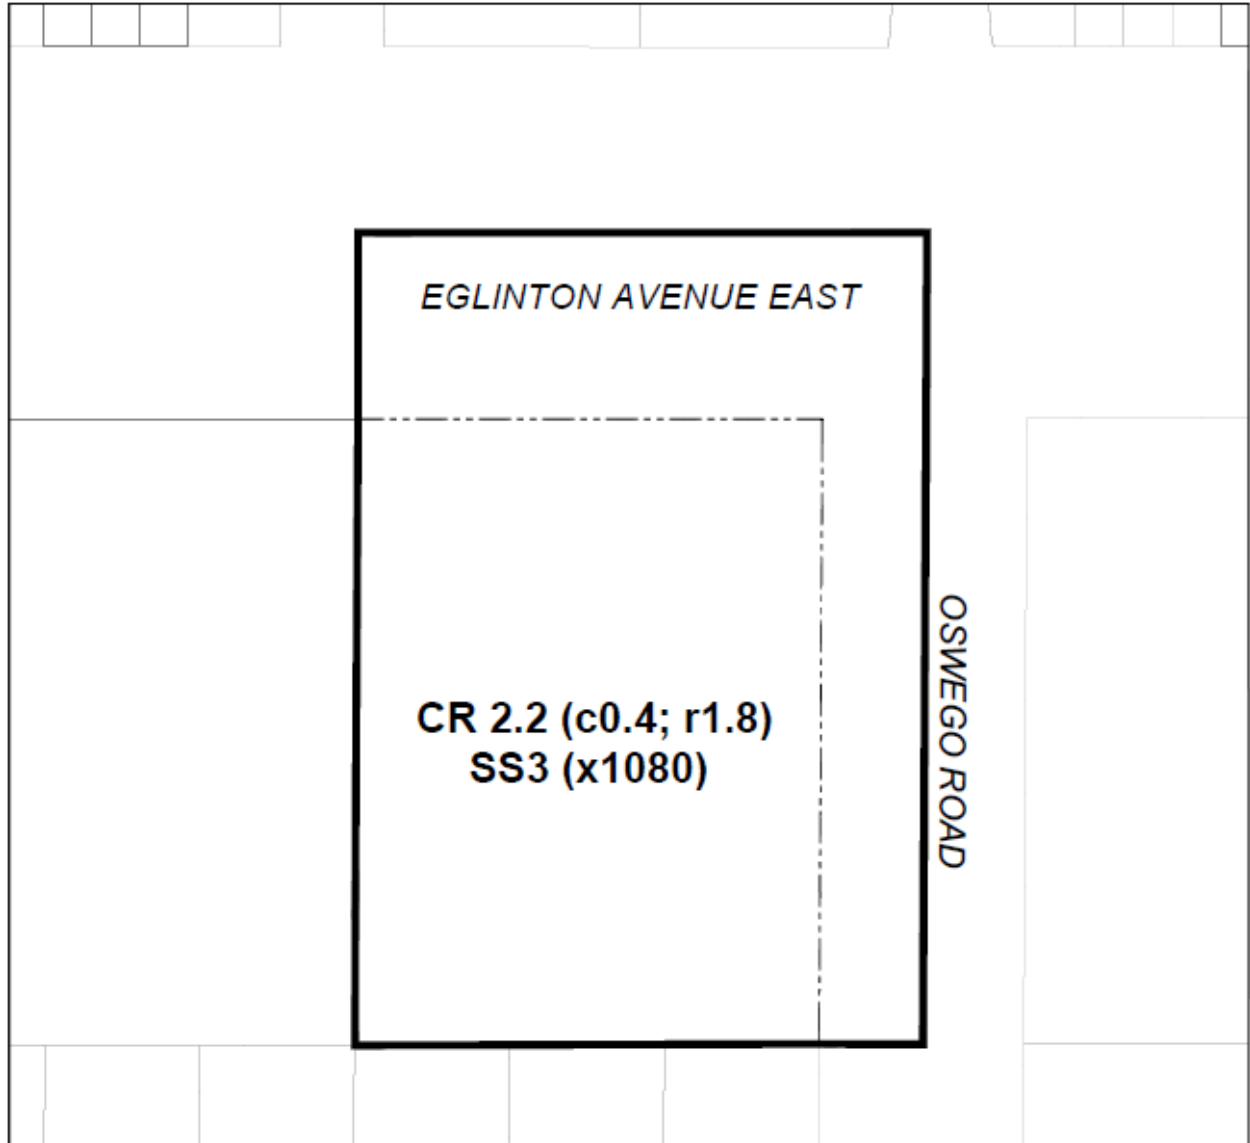 EGLINTON AVENUE EAST
OSWEGO ROAD
CR 2.2 (c0.4; r1.8)
SS3 (x1080)